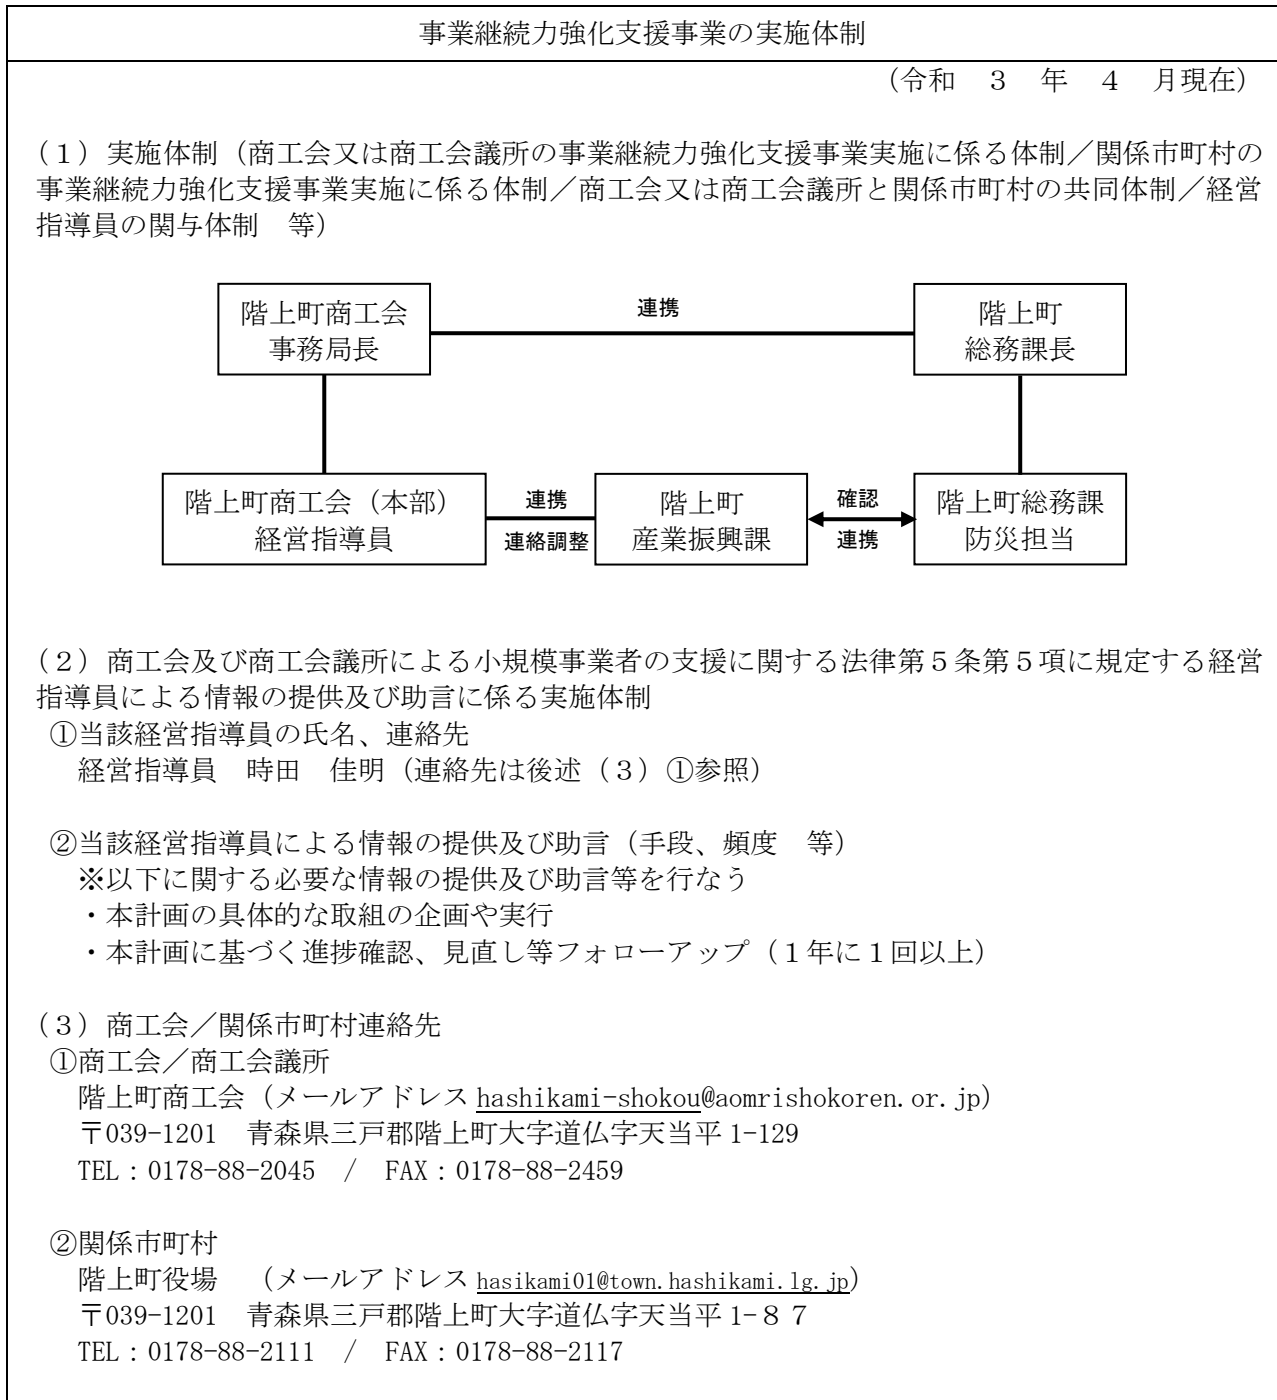 事業継続力強化支援事業の実施体制
(令和　３　年　４　月現在)
(１) 実施体制 (商工会又は商工会議所の事業継続力強化支援事業実施に係る体制／関係市町村の
事業継続力強化支援事業実施に係る体制／商工会又は商工会議所と関係市町村の共同体制／経営
指導員の関与体制　等)
階上町商工会
事務局長
連携
階上町
総務課長
階上町商工会 (本部)
経営指導員
連携
連絡調整
階上町
産業振興課
確認
連携
階上町総務課
防災担当
(２) 商工会及び商工会議所による小規模事業者の支援に関する法律第５条第５項に規定する経営
指導員による情報の提供及び助言に係る実施体制
①当該経営指導員の氏名、連絡先
経営指導員　時田　佳明 (連絡先は後述 (３) ①参照)
②当該経営指導員による情報の提供及び助言 (手段、頻度　等)
※以下に関する必要な情報の提供及び助言等を行なう
・本計画の具体的な取組の企画や実行
・本計画に基づく進捗確認、見直し等フォローアップ (１年に１回以上)
(３) 商工会／関係市町村連絡先
①商工会／商工会議所
階上町商工会 (メールアドレス hashikami-shokou@aomrishokoren.or.jp)
〒039-1201　青森県三戸郡階上町大字道仏字天当平 1-129
TEL：0178-88-2045　/　FAX：0178-88-2459
②関係市町村
階上町役場　(メールアドレス hasikami01@town.hashikami.lg.jp)
〒039-1201　青森県三戸郡階上町大字道仏字天当平 1-８７
TEL：0178-88-2111　/　FAX：0178-88-2117